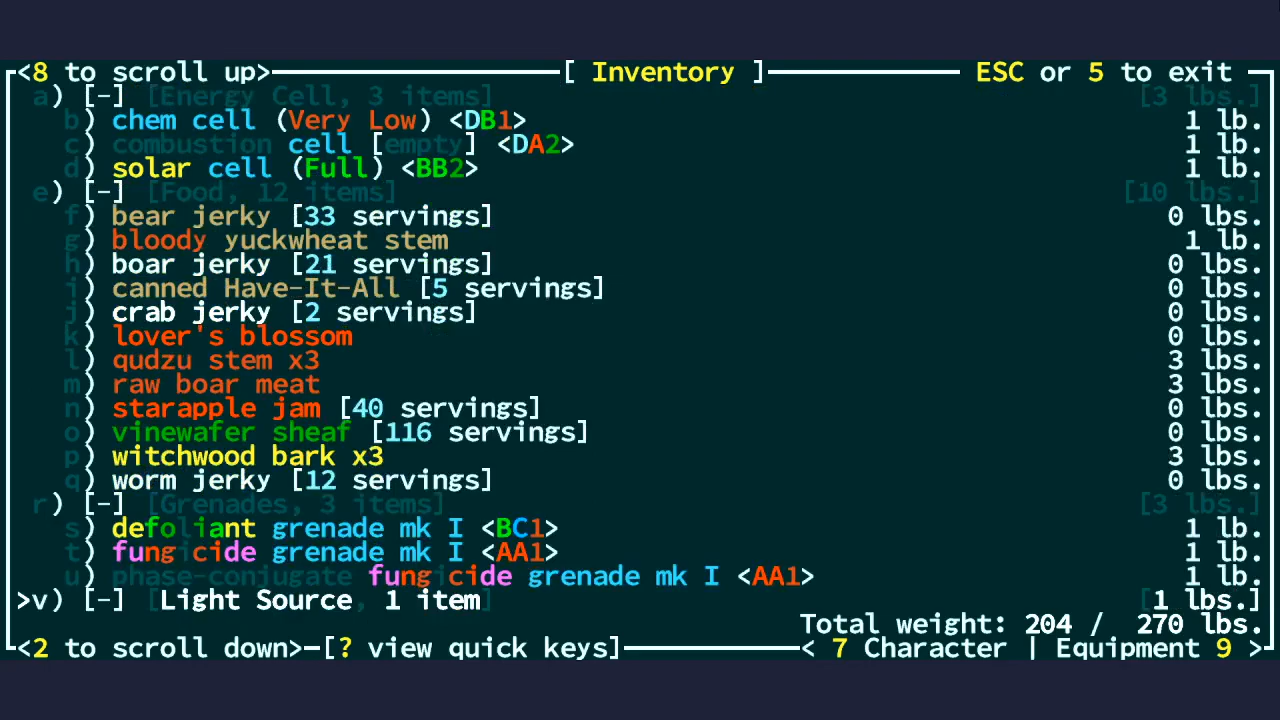 <8 to scroll up> [ Inventory ] ESC or 5 to exit
a) [-] [Energy Cell, 3 items] [3 lbs.]
b) chem cell (Very Low) <DB1> 1 lb.
c) combustion cell [empty] <DA2> 1 lb.
d) solar cell (Full) <BB2> 1 lb.
e) [-] [Food, 12 items] [10 lbs.]
f) bear jerky [33 servings] 0 lbs.
g) bloody yuckwheat stem 1 lb.
h) boar jerky [21 servings] 0 lbs.
i) canned Have-It-All [5 servings] 0 lbs.
j) crab jerky [2 servings] 0 lbs.
k) lover's blossom 0 lbs.
l) qudzu stem x3 3 lbs.
m) raw boar meat 3 lbs.
n) starapple jam [40 servings] 0 lbs.
o) vinewafer sheaf [116 servings] 0 lbs.
p) witchwood bark x3 3 lbs.
q) worm jerky [12 servings] 0 lbs.
r) [-] [Grenades, 3 items] [3 lbs.]
s) defoliant grenade mk I <BC1> 1 lb.
t) fungicide grenade mk I <AA1> 1 lb.
u) phase-conjugate fungicide grenade mk I <AA1> 1 lb.
>v) [-] [Light Source, 1 item] [1 lbs.]
Total weight: 204 / 270 lbs.
<2 to scroll down> [? view quick keys] < 7 Character | Equipment 9 >